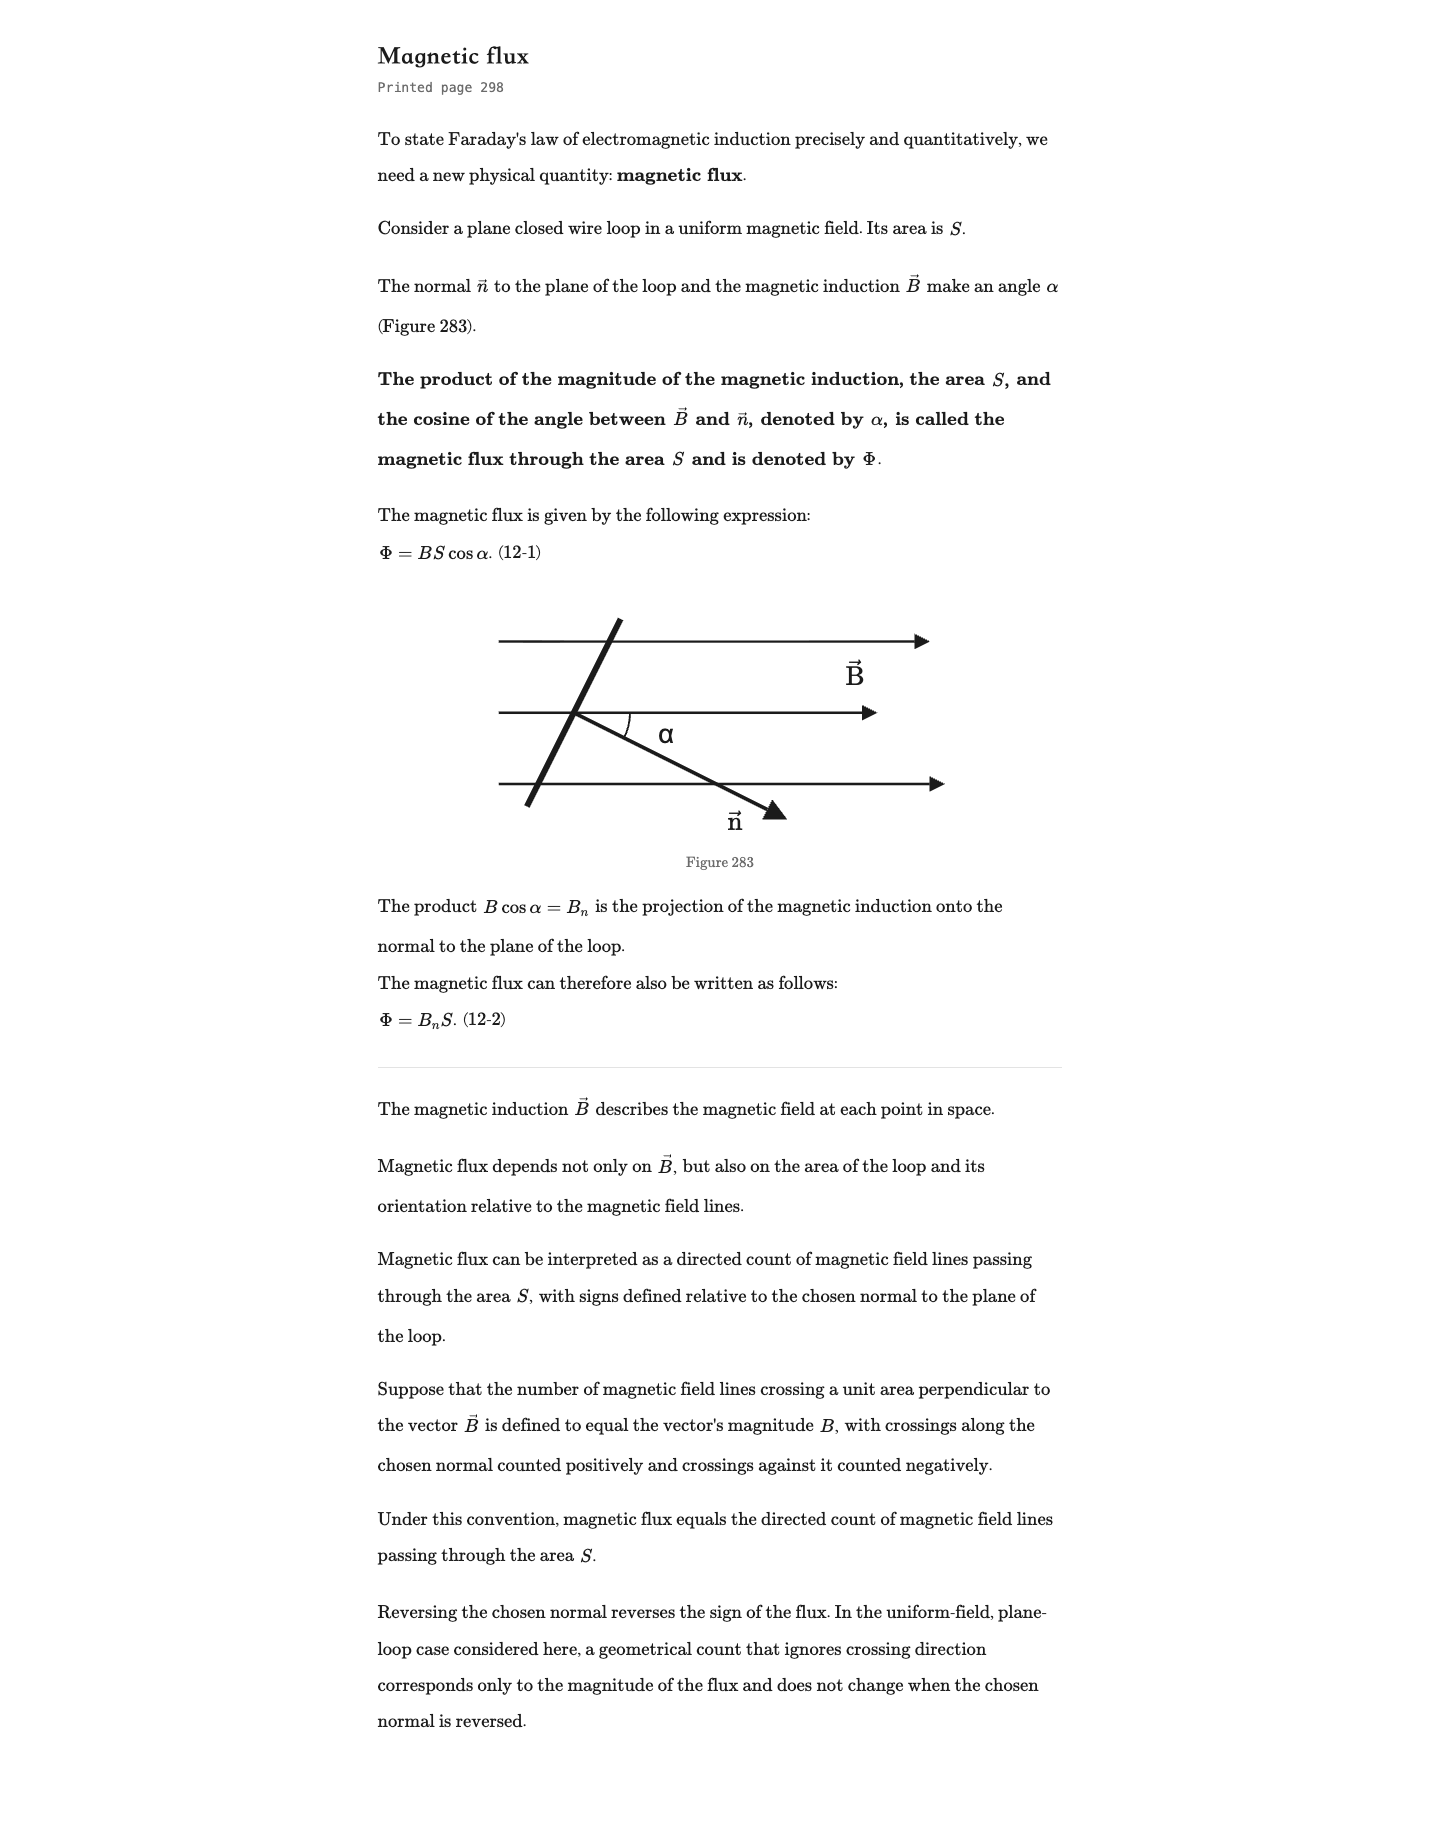 Magnetic flux
Printed page 298
To state Faraday's law of electromagnetic induction precisely and quantitatively, we
need a new physical quantity: magnetic flux.
Consider a plane closed wire loop in a uniform magnetic field. Its area is S.
The normal n⃗ to the plane of the loop and the magnetic induction B⃗ make an angle α
(Figure 283).
The product of the magnitude of the magnetic induction, the area S, and
the cosine of the angle between B⃗ and n⃗, denoted by α, is called the
magnetic flux through the area S and is denoted by Φ.
The magnetic flux is given by the following expression:
Φ = BS cos α. (12-1)
B⃗
α
n⃗
Figure 283
The product B cos α = Bₙ is the projection of the magnetic induction onto the
normal to the plane of the loop.
The magnetic flux can therefore also be written as follows:
Φ = BₙS. (12-2)
The magnetic induction B⃗ describes the magnetic field at each point in space.
Magnetic flux depends not only on B⃗, but also on the area of the loop and its
orientation relative to the magnetic field lines.
Magnetic flux can be interpreted as a directed count of magnetic field lines passing
through the area S, with signs defined relative to the chosen normal to the plane of
the loop.
Suppose that the number of magnetic field lines crossing a unit area perpendicular to
the vector B⃗ is defined to equal the vector's magnitude B, with crossings along the
chosen normal counted positively and crossings against it counted negatively.
Under this convention, magnetic flux equals the directed count of magnetic field lines
passing through the area S.
Reversing the chosen normal reverses the sign of the flux. In the uniform-field, plane-
loop case considered here, a geometrical count that ignores crossing direction
corresponds only to the magnitude of the flux and does not change when the chosen
normal is reversed.